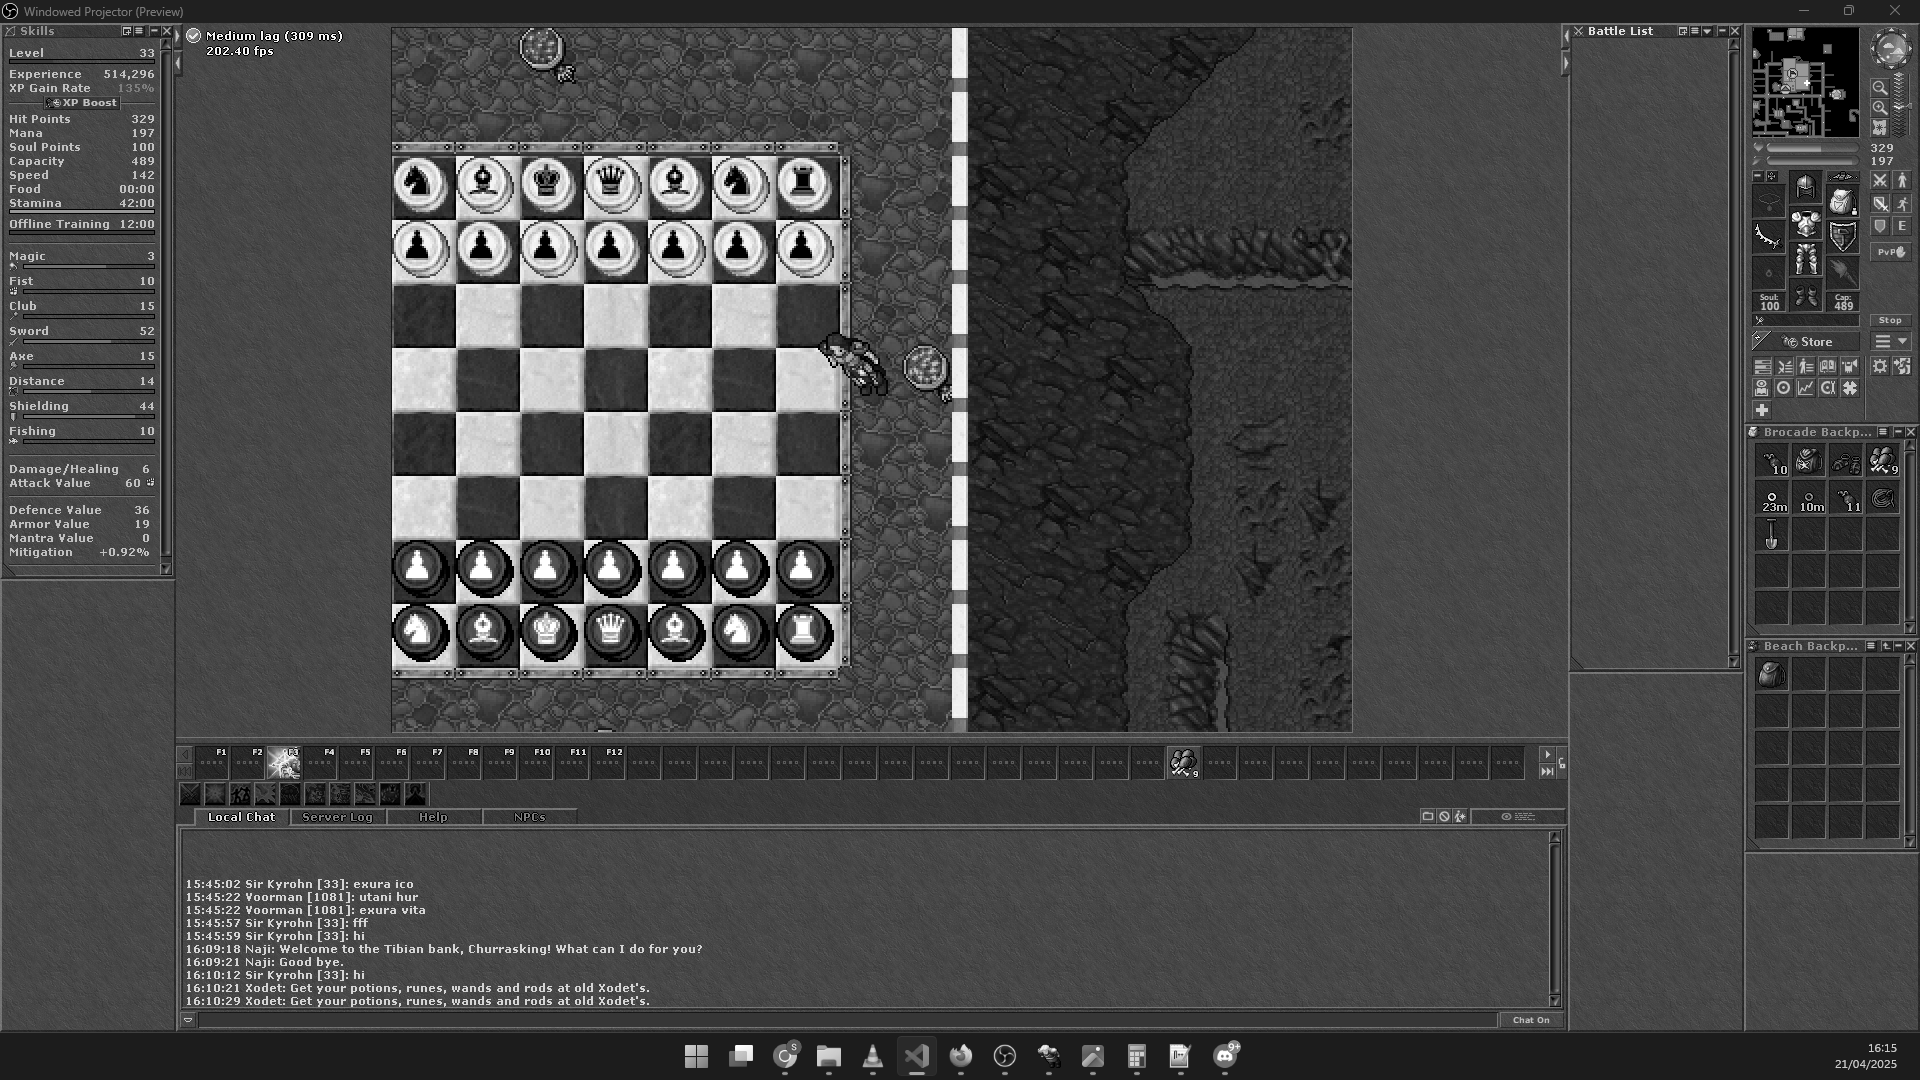 Windowed Projector (Preview)
Skills
Level 33
Experience 514,296
XP Gain Rate 135%
XP Boost
Hit Points 329
Mana 197
Soul Points 100
Capacity 489
Speed 142
Food 00:00
Stamina 42:00
Offline Training 12:00
Magic 3
Fist 10
Club 15
Sword 52
Axe 15
Distance 14
Shielding 44
Fishing 10
Damage/Healing 6
Attack Value 60
Defence Value 36
Armor Value 19
Mantra Value 0
Mitigation +0.92%
Medium lag (309 ms)
202.40 fps
Battle List
329
197
E
PvP
Soul: 100
Cap: 489
Stop
Store
Brocade Backp...
10 9
23m 10m 11
Beach Backp...
F1 F2 F3 F4 F5 F6 F7 F8 F9 F10 F11 F12
9
Local Chat Server Log Help NPCs
15:45:02 Sir Kyrohn [33]: exura ico
15:45:22 Voorman [1081]: utani hur
15:45:22 Voorman [1081]: exura vita
15:45:57 Sir Kyrohn [33]: fff
15:45:59 Sir Kyrohn [33]: hi
16:09:18 Naji: Welcome to the Tibian bank, Churrasking! What can I do for you?
16:09:21 Naji: Good bye.
16:10:12 Sir Kyrohn [33]: hi
16:10:21 Xodet: Get your potions, runes, wands and rods at old Xodet's.
16:10:29 Xodet: Get your potions, runes, wands and rods at old Xodet's.
Chat On
S
9+
16:15
21/04/2025